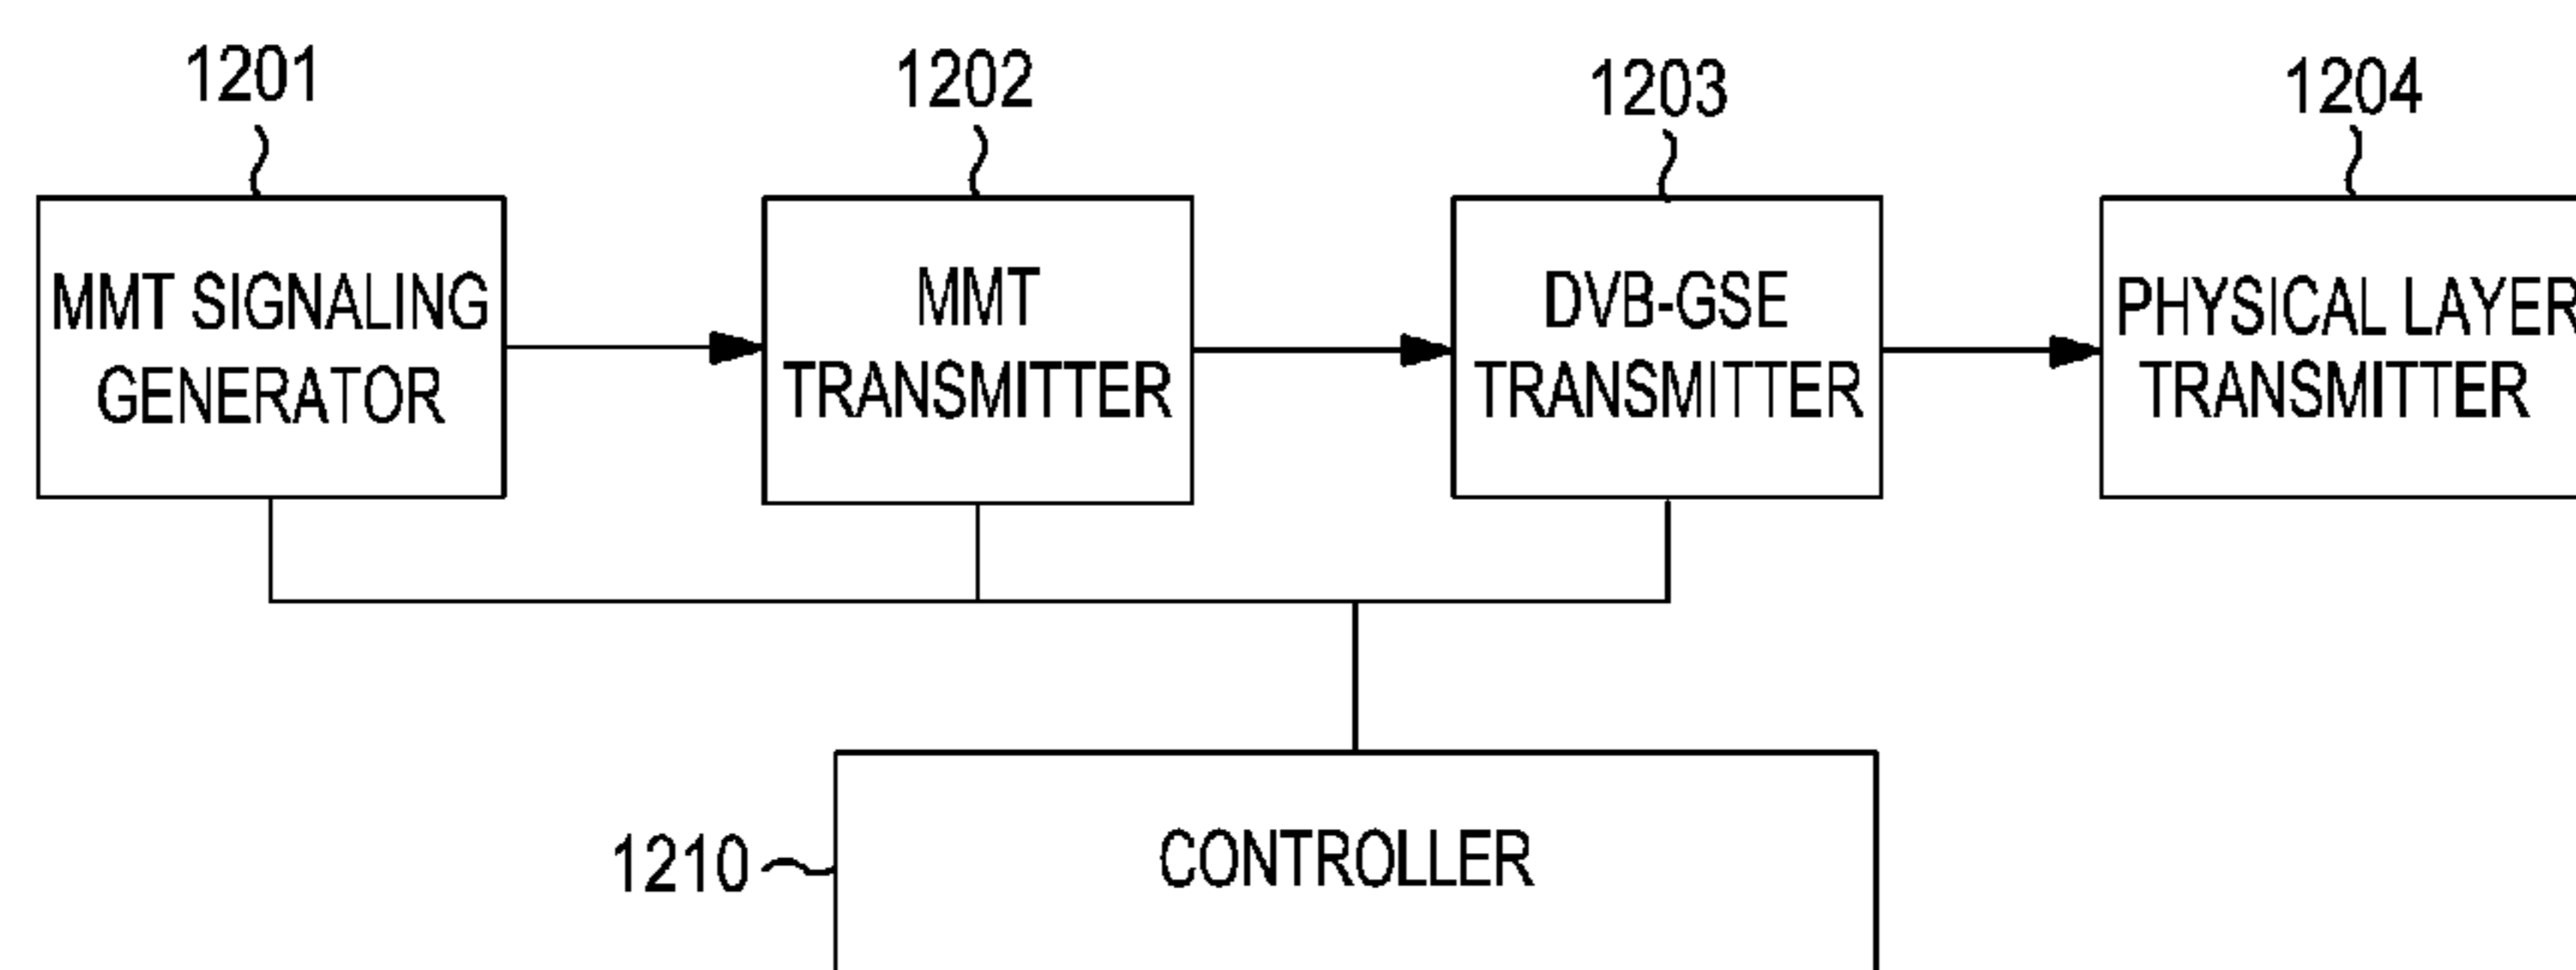 1201
1202
1203
1204
MMT SIGNALING
GENERATOR
MMT
TRANSMITTER
DVB-GSE
TRANSMITTER
PHYSICAL LAYER
TRANSMITTER
1210
CONTROLLER